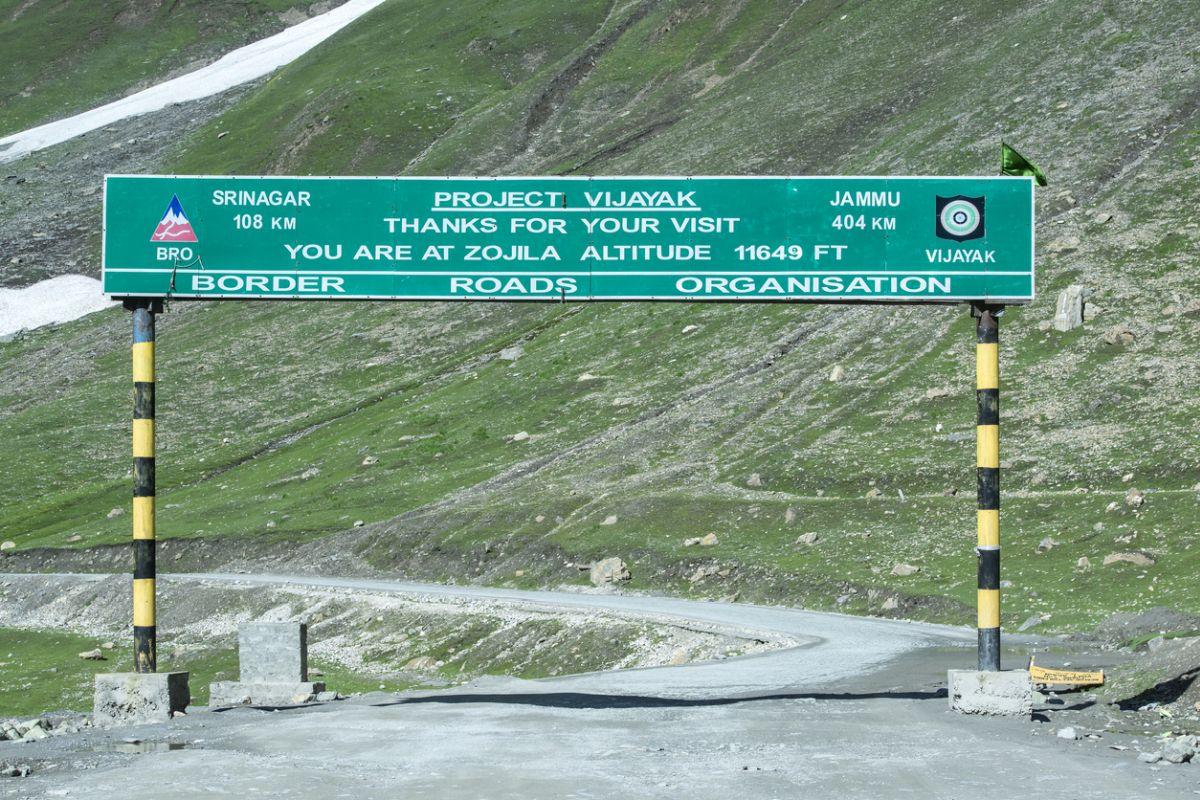 SRINAGAR
108 KM
BRO
PROJECT VIJAYAK
THANKS FOR YOUR VISIT
YOU ARE AT ZOJILA ALTITUDE 11649 FT
JAMMU
404 KM
VIJAYAK
BORDER ROADS ORGANISATION